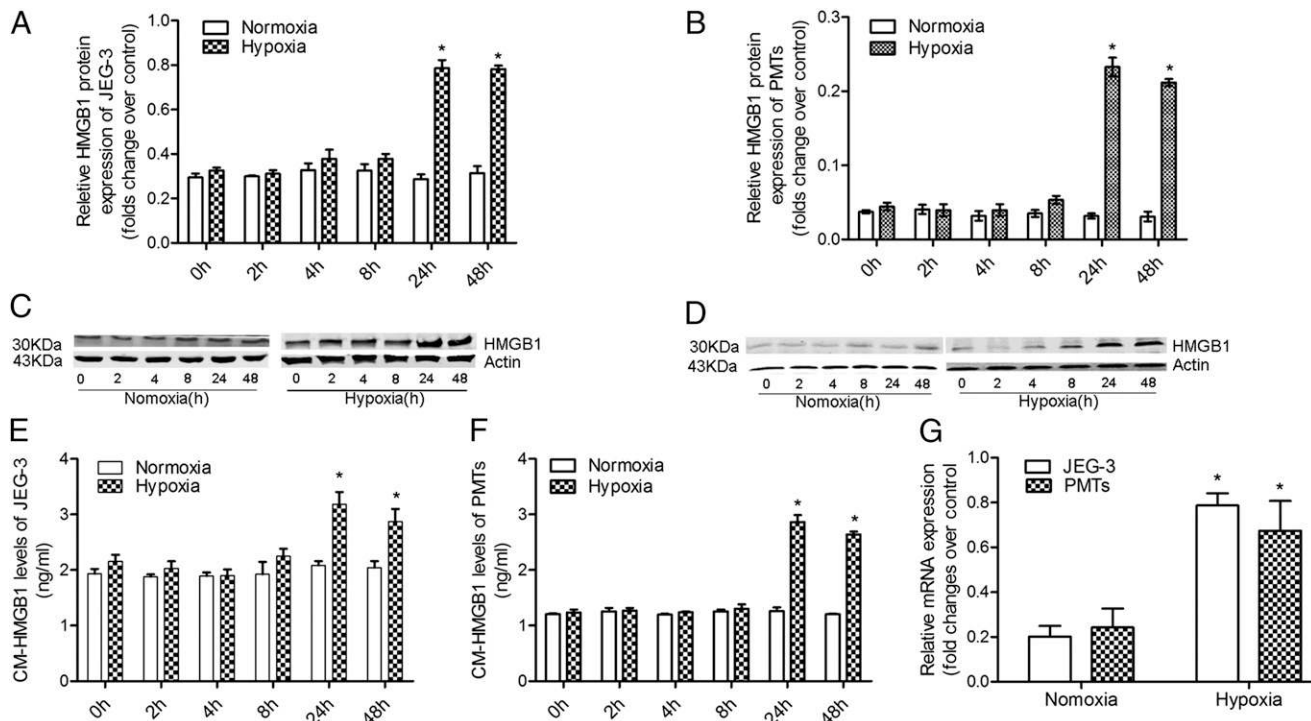 A
Reletive HMGB1 protein
expression of JEG-3
(folds change over control)
1.0
0.8
0.6
0.4
0.2
0.0
Normoxia
Hypoxia
*
*
0h
2h
4h
8h
24h
48h
B
Reletive HMGB1 protein
expression of PMTs
(folds change over control)
0.3
0.2
0.1
0.0
Normoxia
Hypoxia
*
*
0h
2h
4h
8h
24h
48h
C
30KDa
43KDa
HMGB1
Actin
0 2 4 8 24 48
0 2 4 8 24 48
Nomoxia(h)
Hypoxia(h)
D
30KDa
43KDa
HMGB1
Actin
0 2 4 8 24 48
0 2 4 8 24 48
Nomoxia(h)
Hypoxia(h)
E
CM-HMGB1 levels of JEG-3
(ng/ml)
4
3
2
1
0
Normoxia
Hypoxia
*
*
0h
2h
4h
8h
24h
48h
F
CM-HMGB1 levels of PMTs
(ng/ml)
4
3
2
1
0
Normoxia
Hypoxia
*
*
0h
2h
4h
8h
24h
48h
G
Relative mRNA expression
(fold changes over control)
1.0
0.8
0.6
0.4
0.2
0.0
JEG-3
PMTs
*
*
Nomoxia
Hypoxia